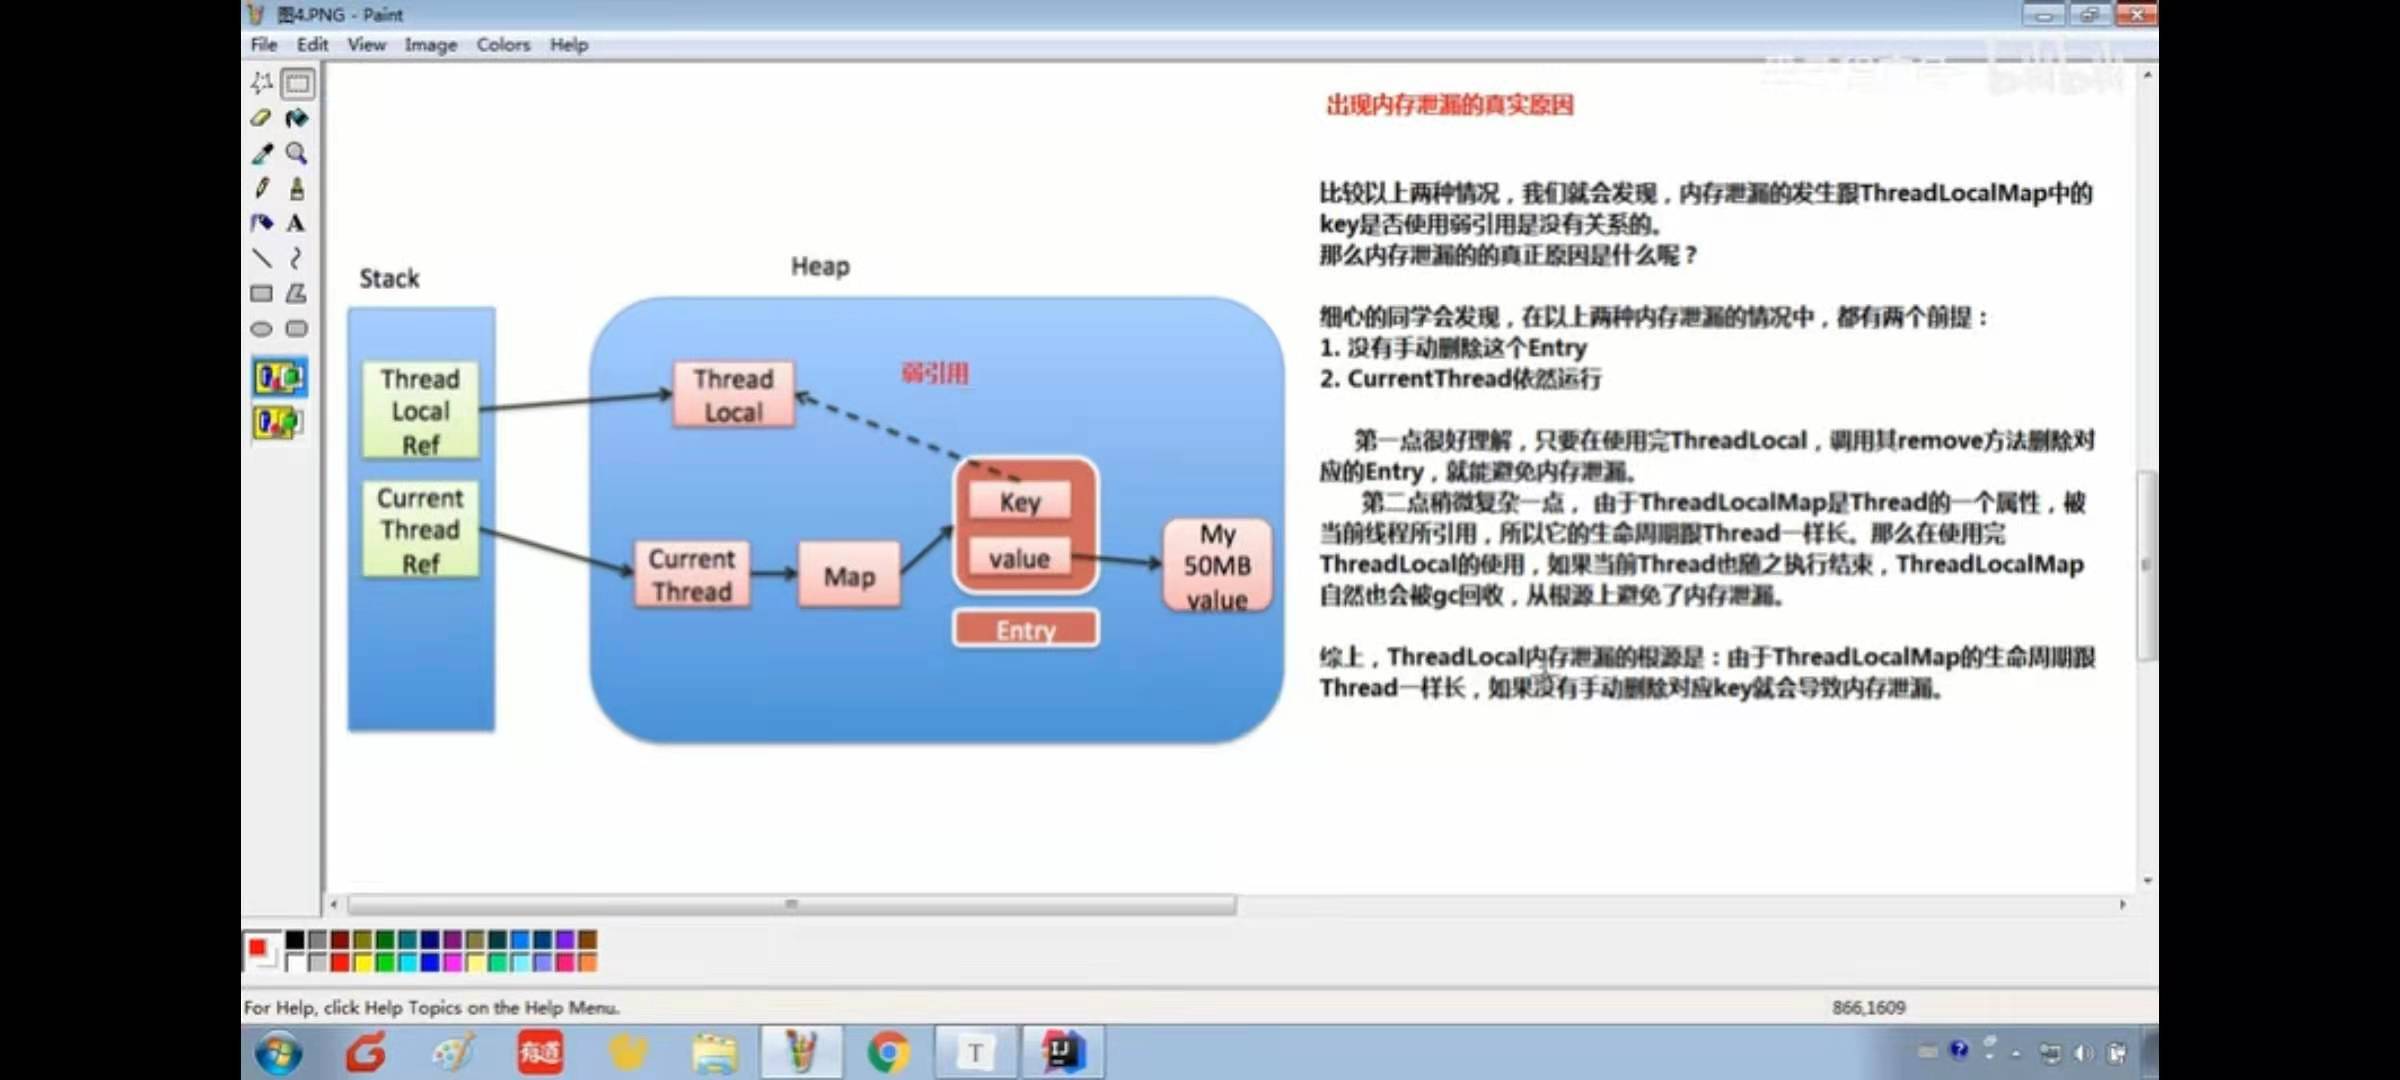 图4.PNG - Paint
File Edit View Image Colors Help
出现内存泄漏的真实原因
比较以上两种情况，我们就会发现，内存泄漏的发生跟ThreadLocalMap中的
key是否使用弱引用是没有关系的。
那么内存泄漏的的真正原因是什么呢？
细心的同学会发现，在以上两种内存泄漏的情况中，都有两个前提：
1. 没有手动删除这个Entry
2. CurrentThread依然运行
第一点很好理解，只要在使用完ThreadLocal，调用其remove方法删除对
应的Entry，就能避免内存泄漏。
第二点稍微复杂一点，由于ThreadLocalMap是Thread的一个属性，被
当前线程所引用，所以它的生命周期跟Thread一样长。那么在使用完
ThreadLocal的使用，如果当前Thread也随之执行结束，ThreadLocalMap
自然也会被gc回收，从根源上避免了内存泄漏。
综上，ThreadLocal内存泄漏的根源是：由于ThreadLocalMap的生命周期跟
Thread一样长，如果没有手动删除对应key就会导致内存泄漏。
Stack
Heap
Thread
Local
Ref
Current
Thread
Ref
Thread
Local
弱引用
Current
Thread
Map
Key
value
Entry
My
50MB
value
A
For Help, click Help Topics on the Help Menu.
866,1609
有道
T
IJ